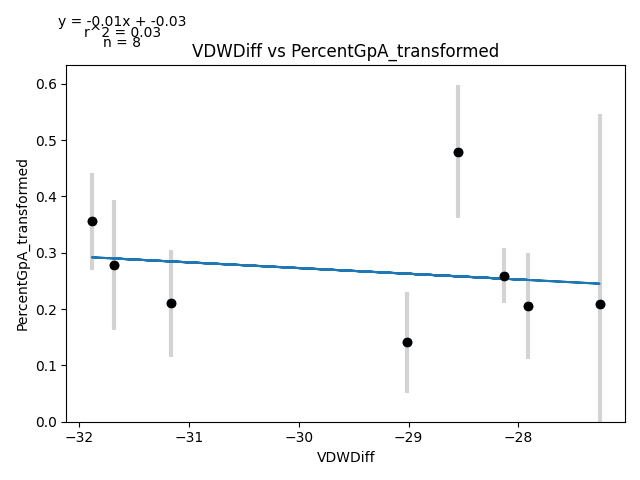 y = -0.01x + -0.03
r^2 = 0.03
n = 8
VDWDiff vs PercentGpA_transformed
PercentGpA_transformed
0.6
0.5
0.4
0.3
0.2
0.1
0.0
−32
−31
−30
−29
−28
VDWDiff